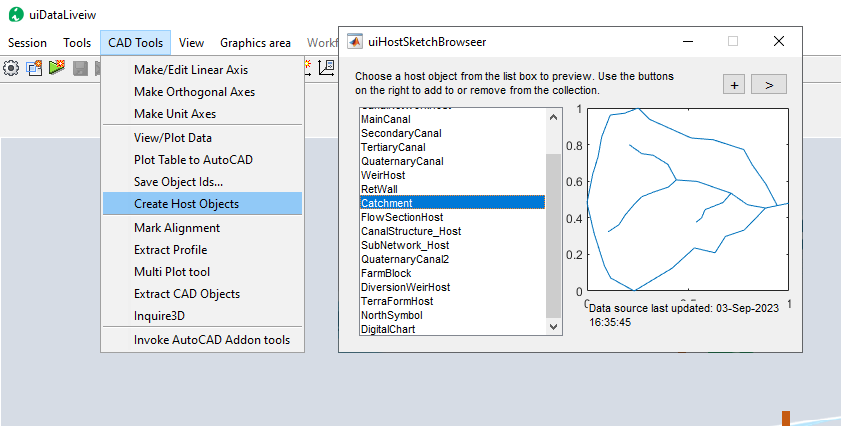 uiDataLiveiw
Session Tools CAD Tools View Graphics area
Make/Edit Linear Axis
Make Orthogonal Axes
Make Unit Axes
View/Plot Data
Plot Table to AutoCAD
Save Object Ids...
Create Host Objects
Mark Alignment
Extract Profile
Multi Plot tool
Extract CAD Objects
Inquire3D
Invoke AutoCAD Addon tools
uiHostSketchBrowseer
Choose a host object from the list box to preview. Use the buttons
on the right to add to or remove from the collection.
+ >
MainCanal
SecondaryCanal
TertiaryCanal
QuaternaryCanal
WeirHost
RetWall
Catchment
FlowSectionHost
CanalStructure_Host
SubNetwork_Host
QuaternaryCanal2
FarmBlock
DiversionWeirHost
TerraFormHost
NorthSymbol
DigitalChart
1
0.8
0.6
0.4
0.2
0
0 1
Data source last updated: 03-Sep-2023
16:35:45